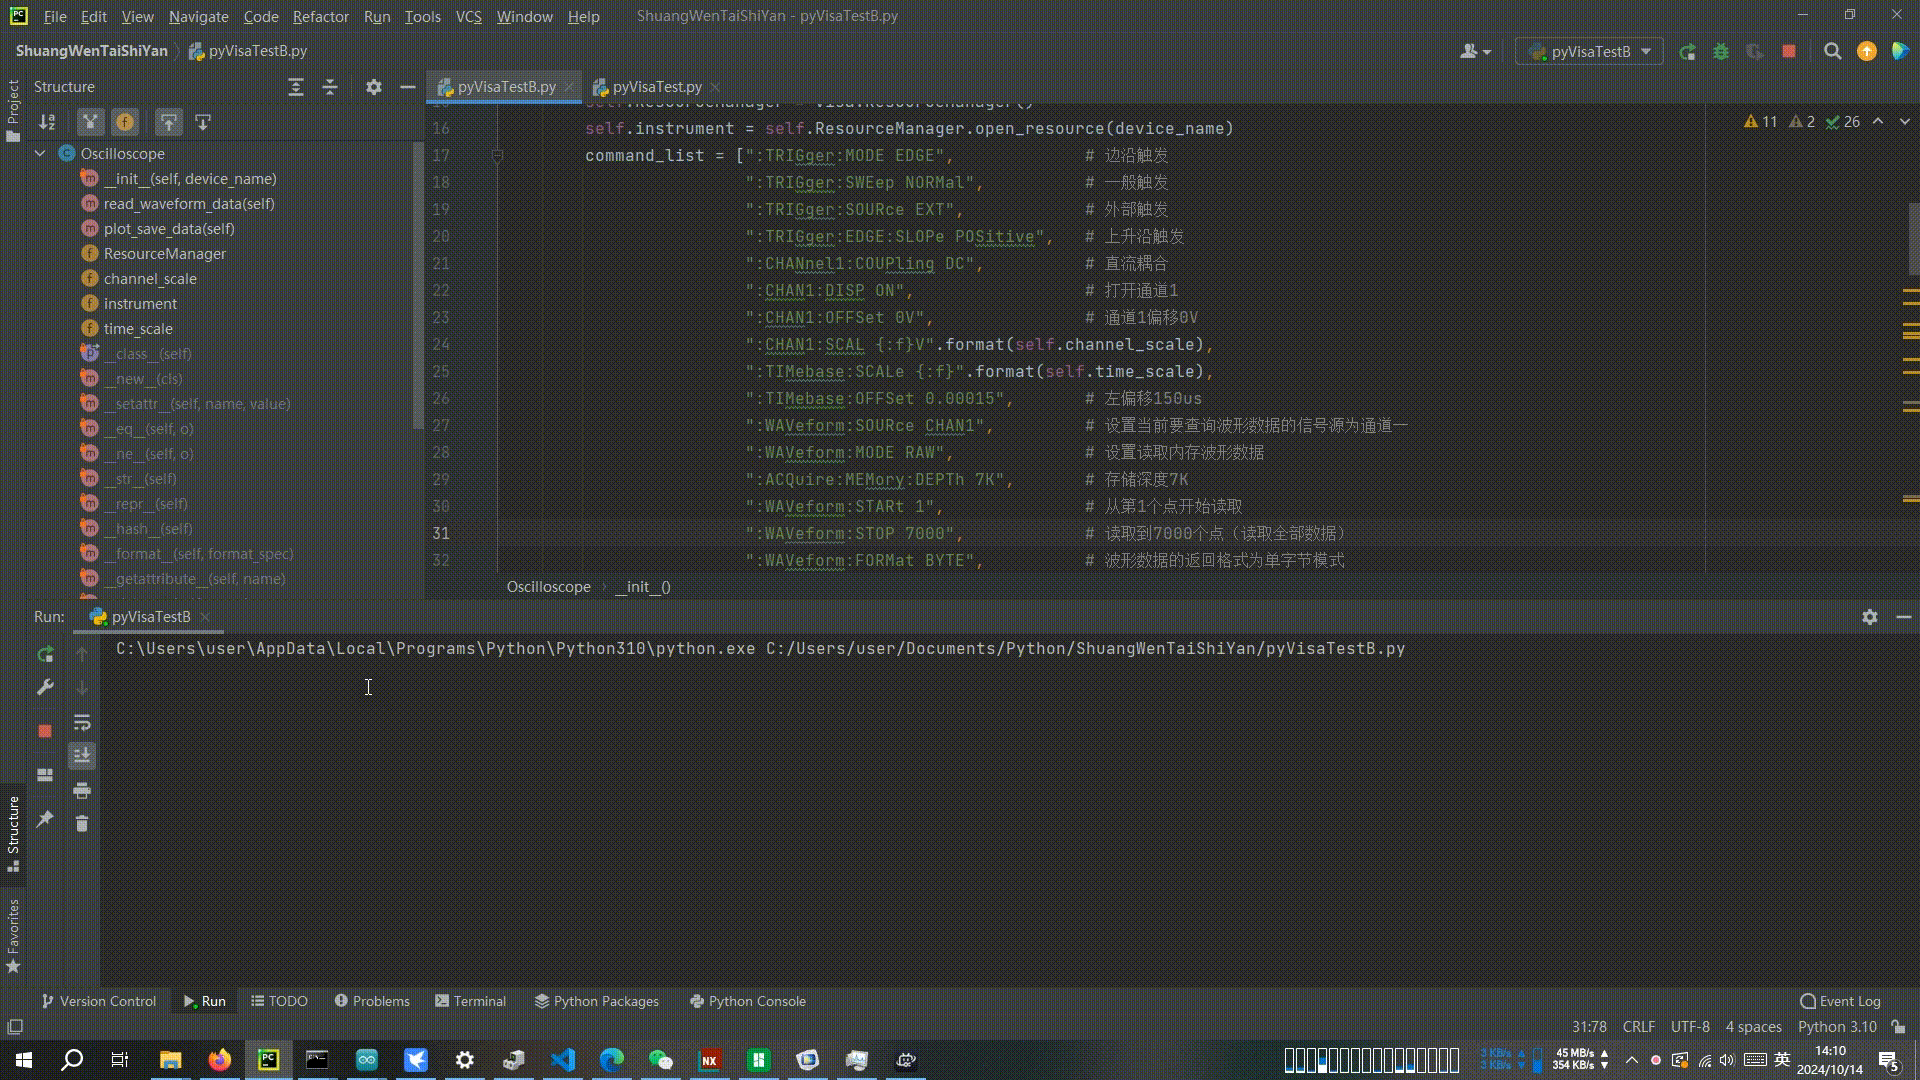 File Edit View Navigate Code Refactor Run Tools VCS Window Help ShuangWenTaiShiYan - pyVisaTestB.py
ShuangWenTaiShiYan pyVisaTestB.py pyVisaTestB
Project
Structure
pyVisaTestB.py pyVisaTest.py
Oscilloscope
__init__(self, device_name)
read_waveform_data(self)
plot_save_data(self)
ResourceManager
channel_scale
instrument
time_scale
__class__(self)
__new__(cls)
__setattr__(self, name, value)
__eq__(self, o)
__ne__(self, o)
__str__(self)
__repr__(self)
__hash__(self)
__format__(self, format_spec)
__getattribute__(self, name)
11 2 26
16 self.instrument = self.ResourceManager.open_resource(device_name)
17 command_list = [":TRIGger:MODE EDGE", # 边沿触发
18 ":TRIGger:SWEep NORMal", # 一般触发
19 ":TRIGger:SOURce EXT", # 外部触发
20 ":TRIGger:EDGE:SLOPe POSitive", # 上升沿触发
21 ":CHANnel1:COUPling DC", # 直流耦合
22 ":CHAN1:DISP ON", # 打开通道1
23 ":CHAN1:OFFSet 0V", # 通道1偏移0V
24 ":CHAN1:SCAL {:f}V".format(self.channel_scale),
25 ":TIMebase:SCALe {:f}".format(self.time_scale),
26 ":TIMebase:OFFSet 0.00015", # 左偏移150us
27 ":WAVeform:SOURce CHAN1", # 设置当前要查询波形数据的信号源为通道一
28 ":WAVeform:MODE RAW", # 设置读取内存波形数据
29 ":ACQuire:MEMory:DEPTh 7K", # 存储深度7K
30 ":WAVeform:STARt 1", # 从第1个点开始读取
31 ":WAVeform:STOP 7000", # 读取到7000个点（读取全部数据）
32 ":WAVeform:FORMat BYTE", # 波形数据的返回格式为单字节模式
Oscilloscope __init__()
Run: pyVisaTestB
C:\Users\user\AppData\Local\Programs\Python\Python310\python.exe C:/Users/user/Documents/Python/ShuangWenTaiShiYan/pyVisaTestB.py
Structure
Favorites
Version Control Run TODO Problems Terminal Python Packages Python Console Event Log
31:78 CRLF UTF-8 4 spaces Python 3.10
3 KB/s 45 MB/s
3 KB/s 354 KB/s
英
14:10
2024/10/14
5